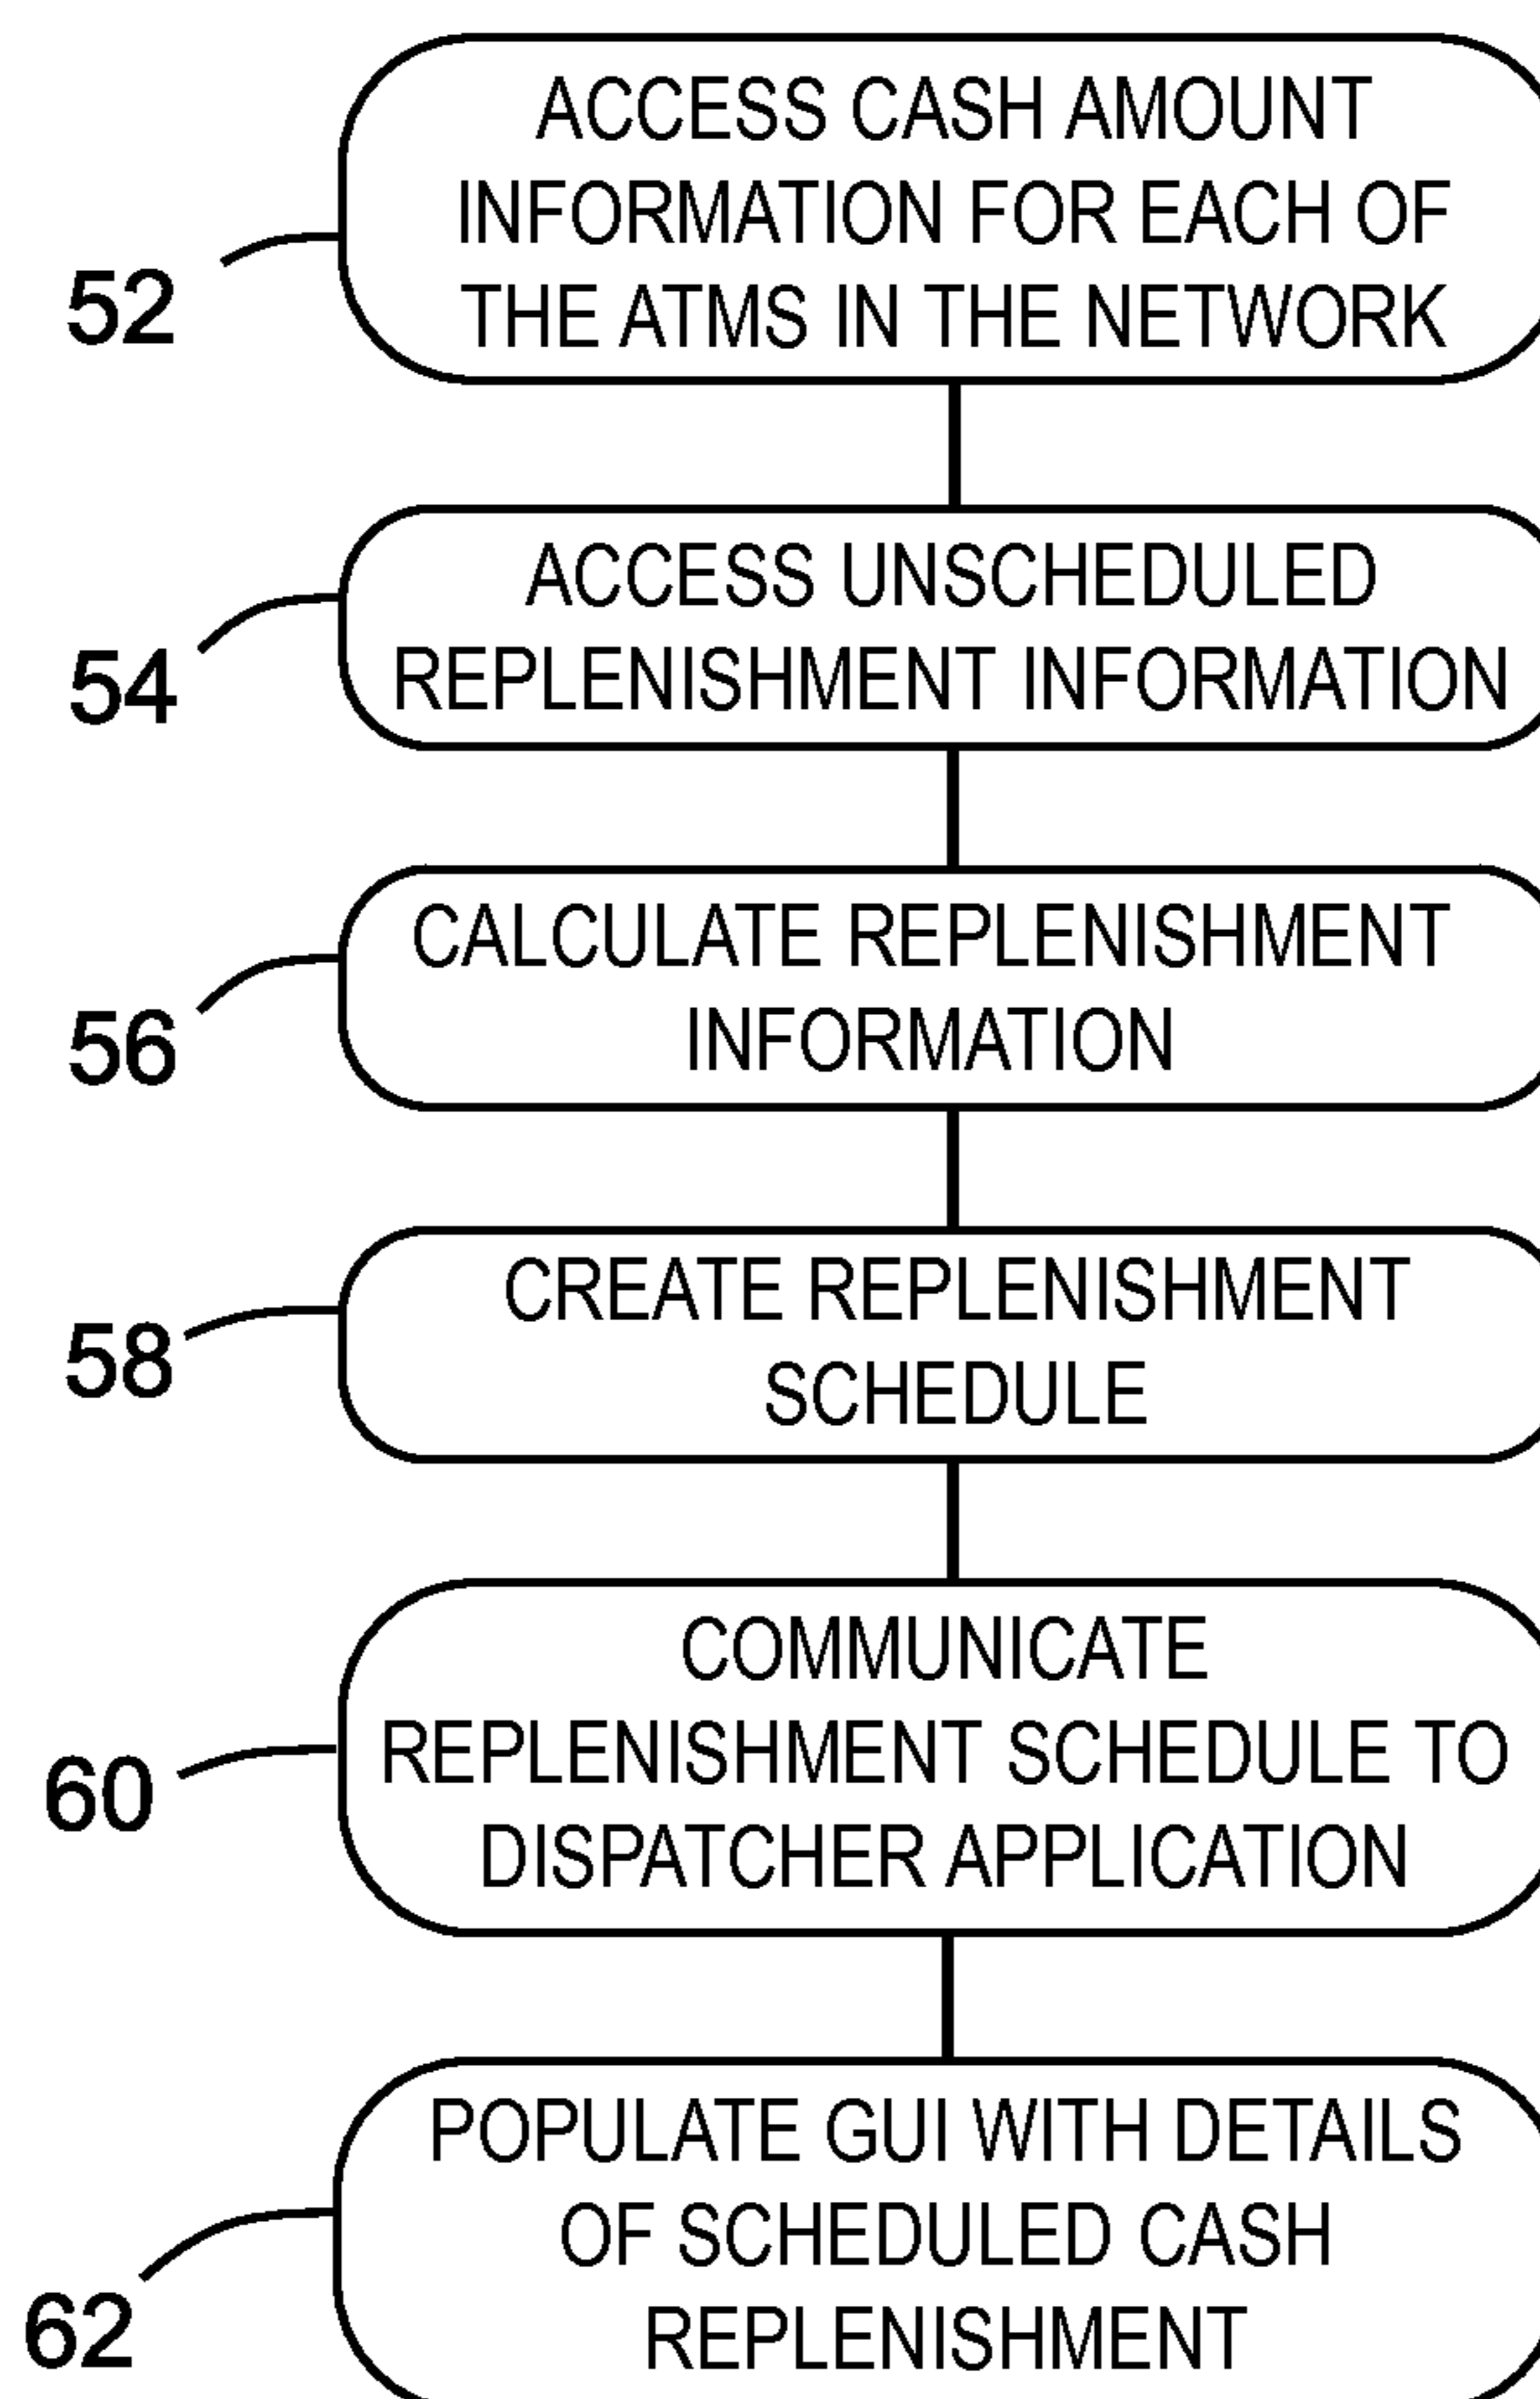 ACCESS CASH AMOUNT
INFORMATION FOR EACH OF
THE ATMS IN THE NETWORK
52
ACCESS UNSCHEDULED
REPLENISHMENT INFORMATION
54
CALCULATE REPLENISHMENT
INFORMATION
56
CREATE REPLENISHMENT
SCHEDULE
58
COMMUNICATE
REPLENISHMENT SCHEDULE TO
DISPATCHER APPLICATION
60
POPULATE GUI WITH DETAILS
OF SCHEDULED CASH
REPLENISHMENT
62